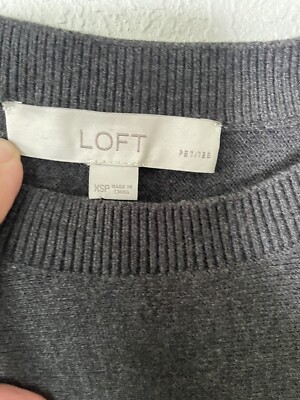 LOFT
PETITES
XSP
MADE IN
CHINA